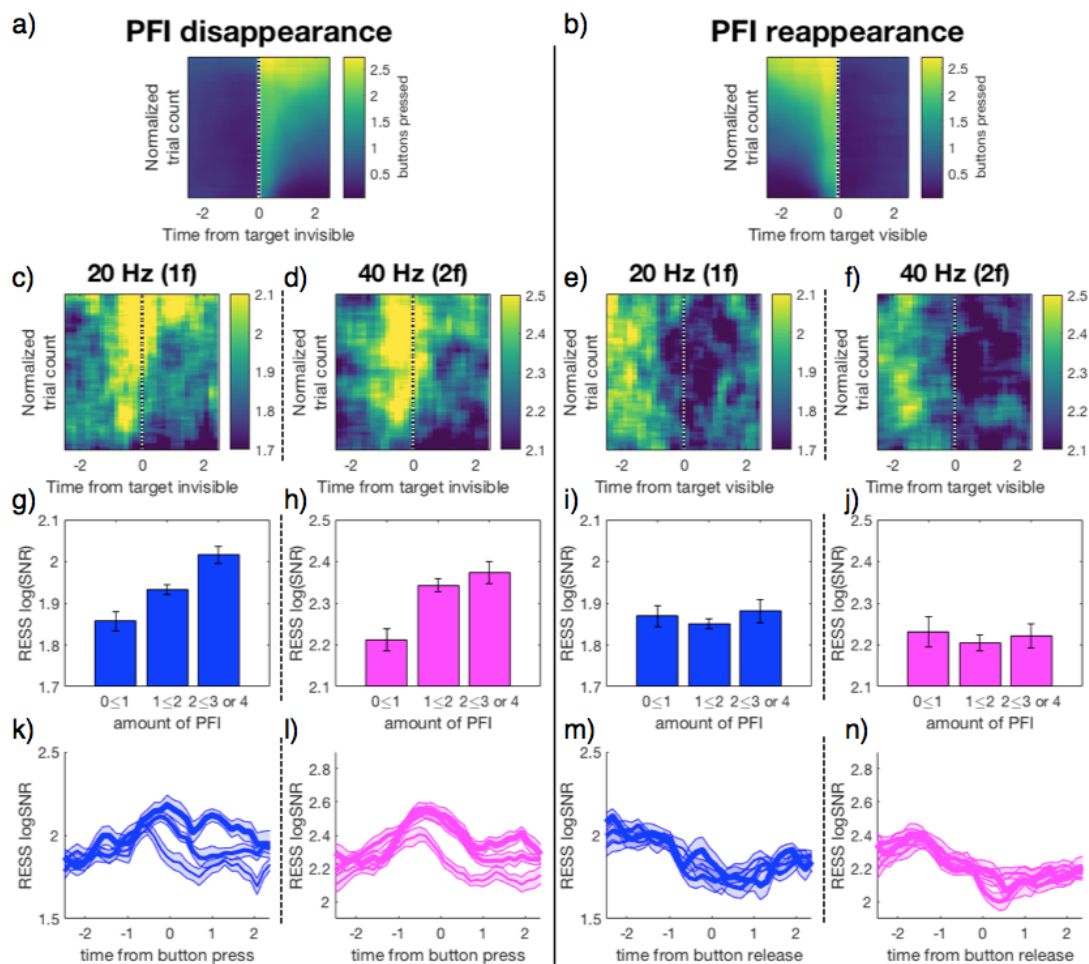 a)
PFI disappearance
b)
PFI reappearance
Normalized
trial count
2.5
2
1.5
1
0.5
buttons pressed
-2 0 2
Time from target invisible
Normalized
trial count
2.5
2
1.5
1
0.5
buttons pressed
-2 0 2
Time from target visible
c)
20 Hz (1f)
Normalized
trial count
2.1
2
1.9
1.8
1.7
-2 0 2
Time from target invisible
d)
40 Hz (2f)
Normalized
trial count
2.5
2.4
2.3
2.2
2.1
-2 0 2
Time from target invisible
e)
20 Hz (1f)
Normalized
trial count
2.1
2
1.9
1.8
1.7
-2 0 2
Time from target visible
f)
40 Hz (2f)
Normalized
trial count
2.5
2.4
2.3
2.2
2.1
-2 0 2
Time from target visible
g)
RESS log(SNR)
2.1
2
1.9
1.8
1.7
0≤1 1≤2 2≤3 or 4
amount of PFI
h)
RESS log(SNR)
2.5
2.4
2.3
2.2
2.1
0≤1 1≤2 2≤3 or 4
amount of PFI
i)
RESS log(SNR)
2.1
2
1.9
1.8
1.7
0≤1 1≤2 2≤3 or 4
amount of PFI
j)
RESS log(SNR)
2.5
2.4
2.3
2.2
2.1
0≤1 1≤2 2≤3 or 4
amount of PFI
k)
RESS logSNR
2.5
2
1.5
-2 -1 0 1 2
time from button press
l)
RESS logSNR
2.8
2.6
2.4
2.2
2
-2 -1 0 1 2
time from button press
m)
RESS logSNR
2.5
2
1.5
-2 -1 0 1 2
time from button release
n)
RESS logSNR
2.8
2.6
2.4
2.2
2
-2 -1 0 1 2
time from button release